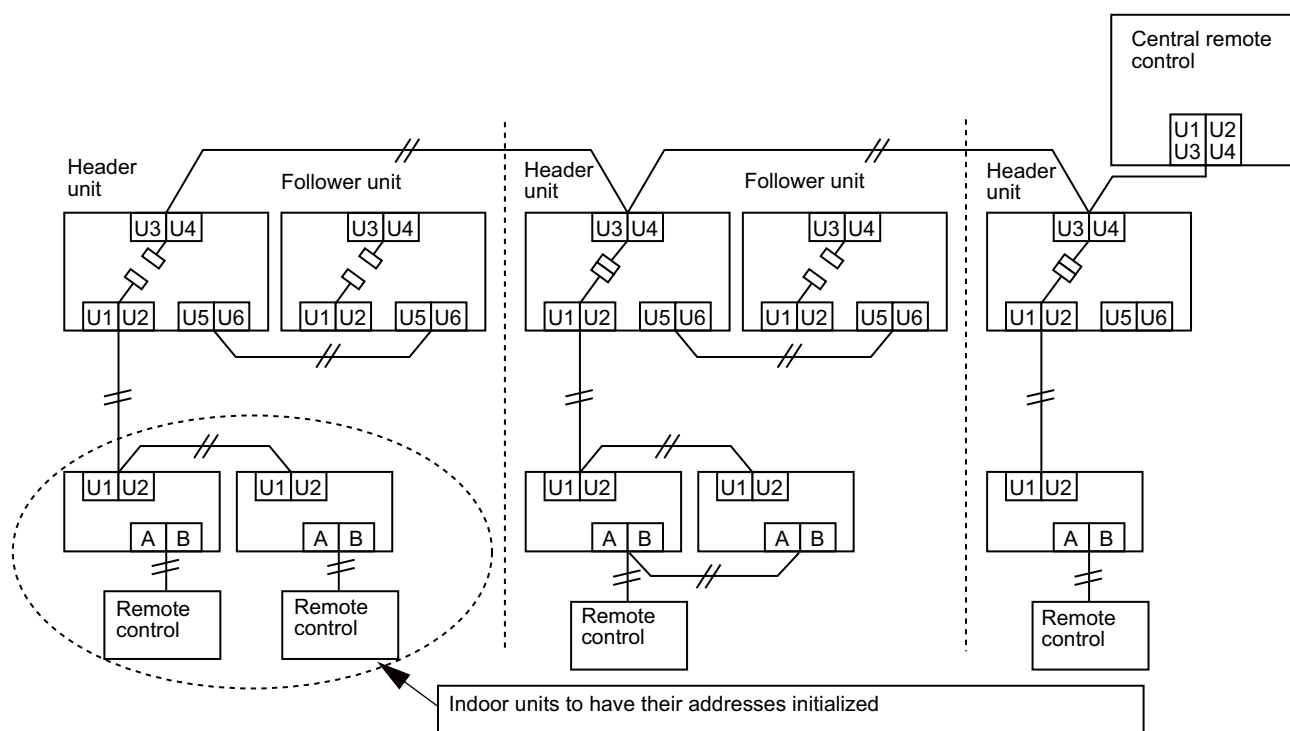 Central remote
control
U1 U2
U3 U4
Header
unit
Follower unit
Header
unit
Follower unit
Header
unit
U3 U4
U3 U4
U3 U4
U3 U4
U3 U4
U1 U2
U5 U6
U1 U2
U5 U6
U1 U2
U5 U6
U1 U2
U5 U6
U1 U2
U5 U6
U1 U2
U1 U2
U1 U2
U1 U2
U1 U2
A B
A B
A B
A B
A B
Remote
control
Remote
control
Remote
control
Remote
control
Indoor units to have their addresses initialized